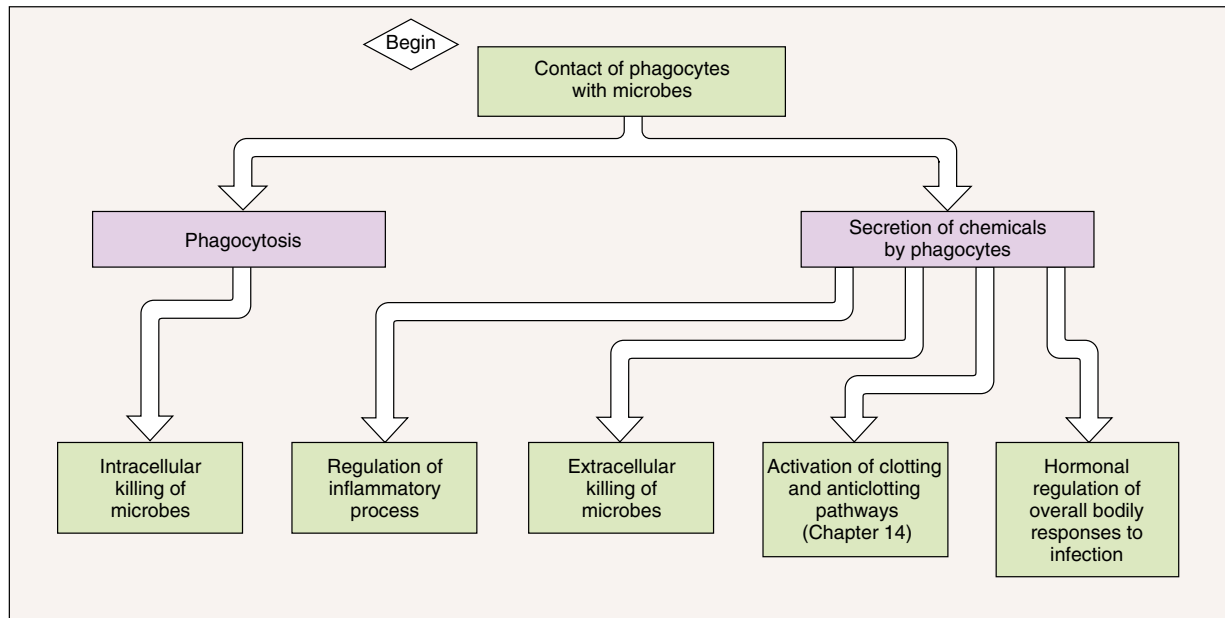 Begin
Contact of phagocytes
with microbes
Phagocytosis
Secretion of chemicals
by phagocytes
Intracellular
killing of
microbes
Regulation of
inflammatory
process
Extracellular
killing of
microbes
Activation of clotting
and anticlotting
pathways
(Chapter 14)
Hormonal
regulation of
overall bodily
responses to
infection